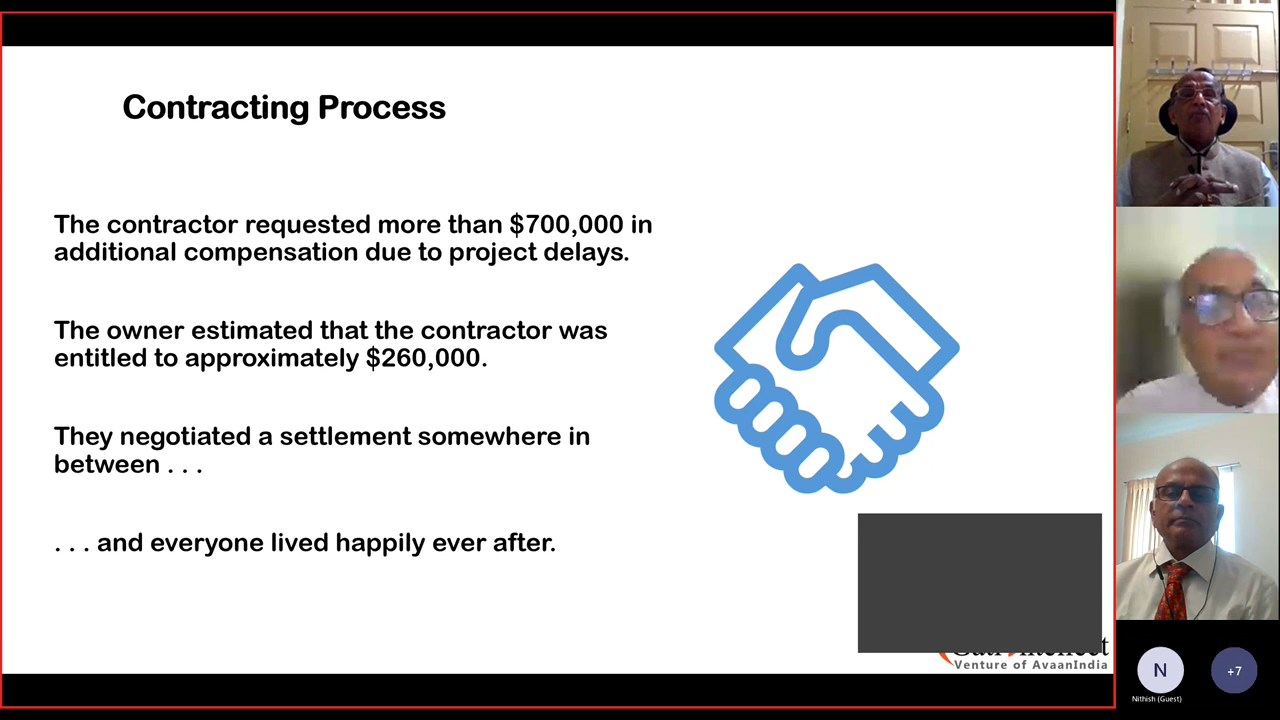 Contracting Process
The contractor requested more than $700,000 in
additional compensation due to project delays.
The owner estimated that the contractor was
entitled to approximately $260,000.
They negotiated a settlement somewhere in
between . . .
. . . and everyone lived happily ever after.
Venture of AvaanIndia
N
+7
Nithish (Guest)